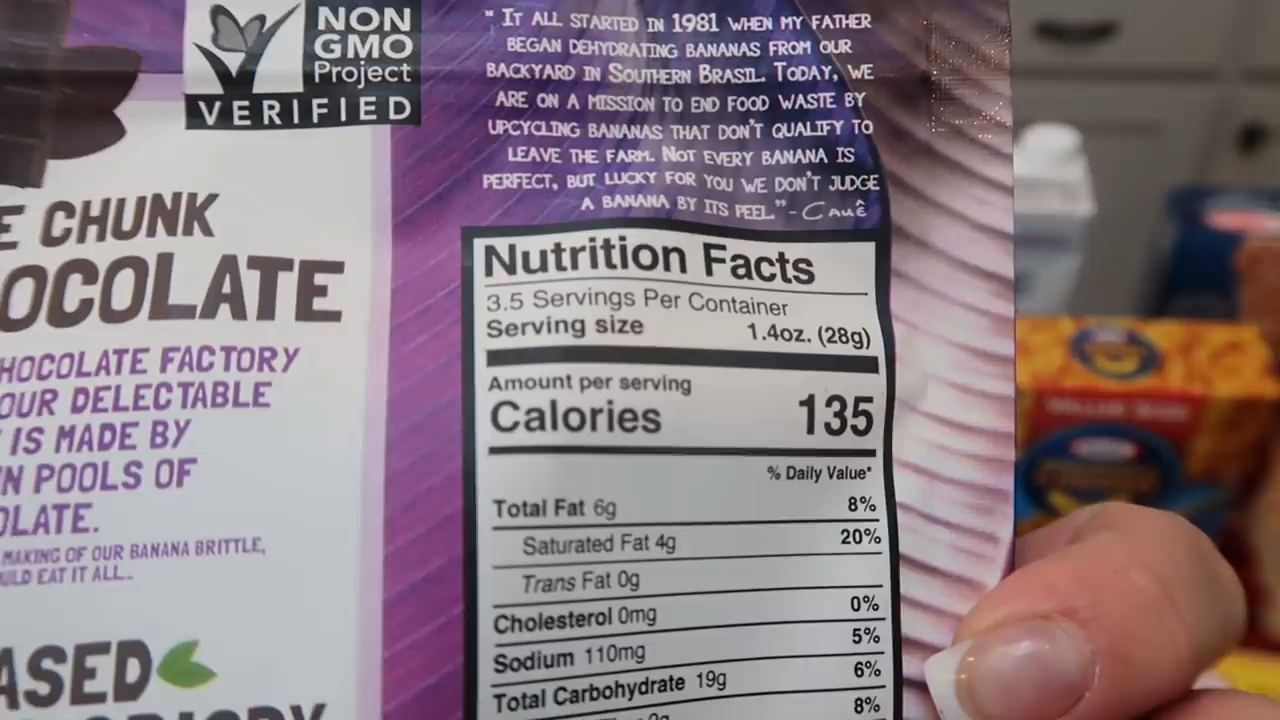 NON
GMO
Project
VERIFIED
" IT ALL STARTED IN 1981 WHEN MY FATHER
BEGAN DEHYDRATING BANANAS FROM OUR
BACKYARD IN SOUTHERN BRASIL. TODAY, WE
ARE ON A MISSION TO END FOOD WASTE BY
UPCYCLING BANANAS THAT DON'T QUALIFY TO
LEAVE THE FARM. NOT EVERY BANANA IS
PERFECT, BUT LUCKY FOR YOU WE DON'T JUDGE
A BANANA BY ITS PEEL." - CAUÊ
E CHUNK
OCOLATE
HOCOLATE FACTORY
OUR DELECTABLE
IS MADE BY
N POOLS OF
OLATE.
MAKING OF OUR BANANA BRITTLE,
ULD EAT IT ALL.
ASED
Nutrition Facts
3.5 Servings Per Container
Serving size 1.4oz. (28g)
Amount per serving
Calories 135
% Daily Value*
Total Fat 6g 8%
Saturated Fat 4g 20%
Trans Fat 0g
Cholesterol 0mg 0%
Sodium 110mg 5%
Total Carbohydrate 19g 6%
8%